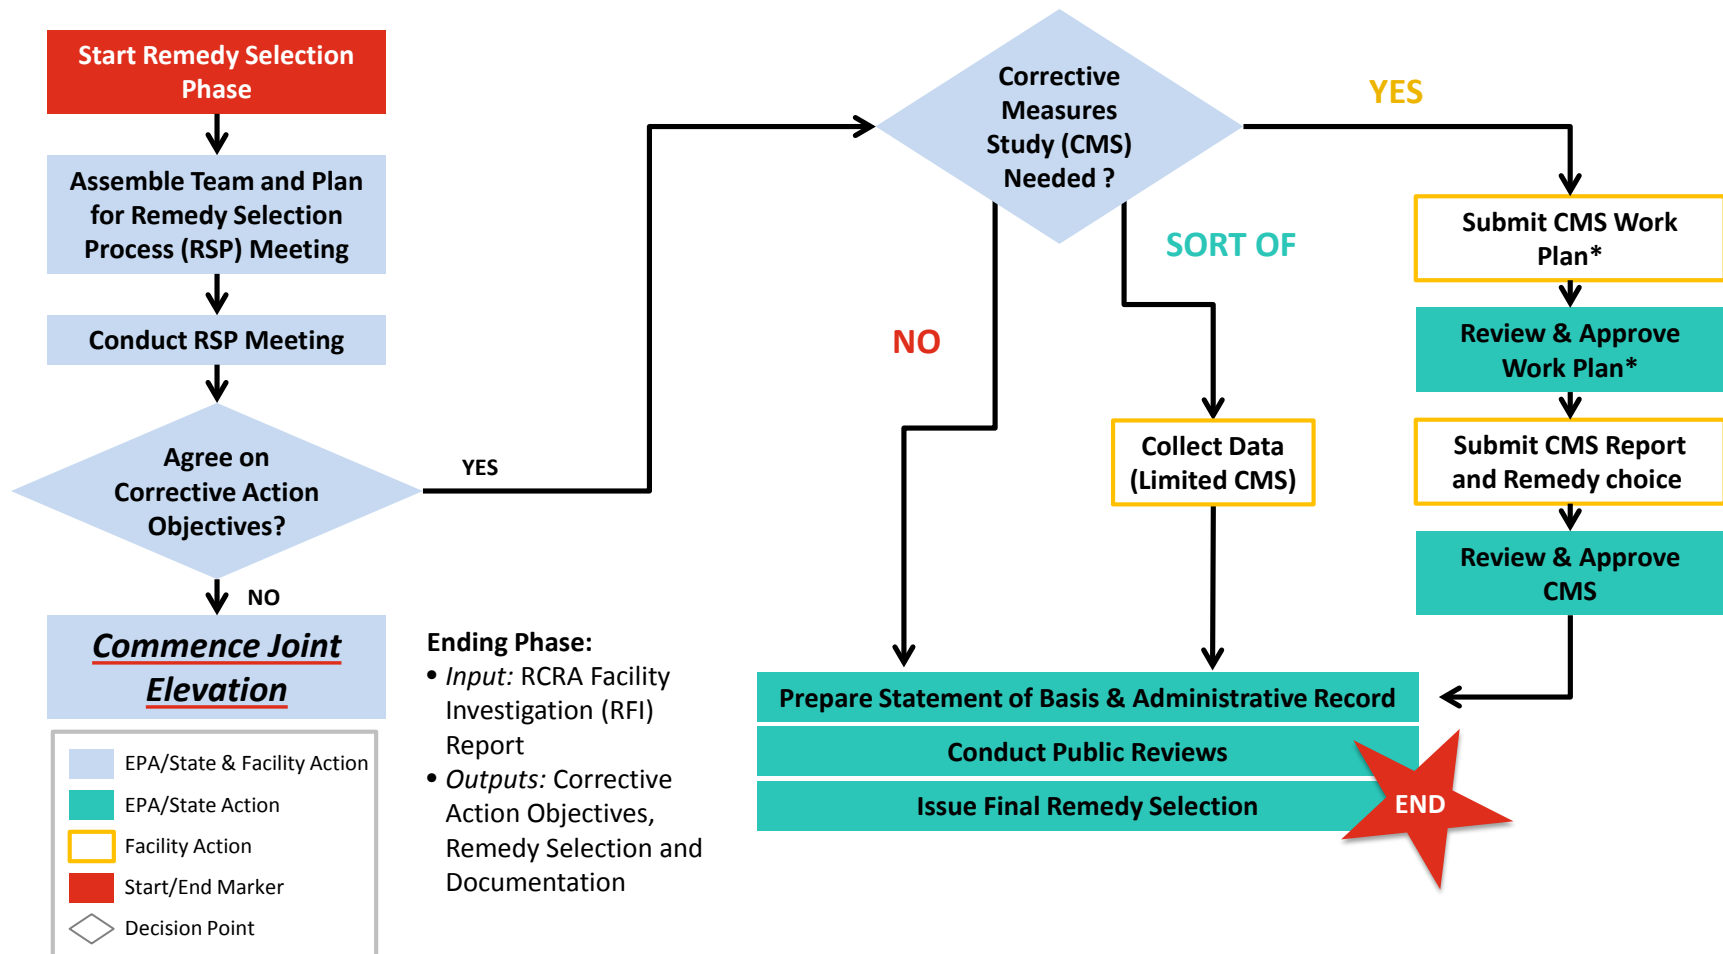 Start Remedy Selection
Phase
Assemble Team and Plan
for Remedy Selection
Process (RSP) Meeting
Conduct RSP Meeting
Agree on
Corrective Action
Objectives?
YES
NO
Commence Joint
Elevation
EPA/State & Facility Action
EPA/State Action
Facility Action
Start/End Marker
Decision Point
Ending Phase:
• Input: RCRA Facility
Investigation (RFI)
Report
• Outputs: Corrective
Action Objectives,
Remedy Selection and
Documentation
Corrective
Measures
Study (CMS)
Needed ?
YES
SORT OF
NO
Collect Data
(Limited CMS)
Submit CMS Work
Plan*
Review & Approve
Work Plan*
Submit CMS Report
and Remedy choice
Review & Approve
CMS
Prepare Statement of Basis & Administrative Record
Conduct Public Reviews
Issue Final Remedy Selection
END